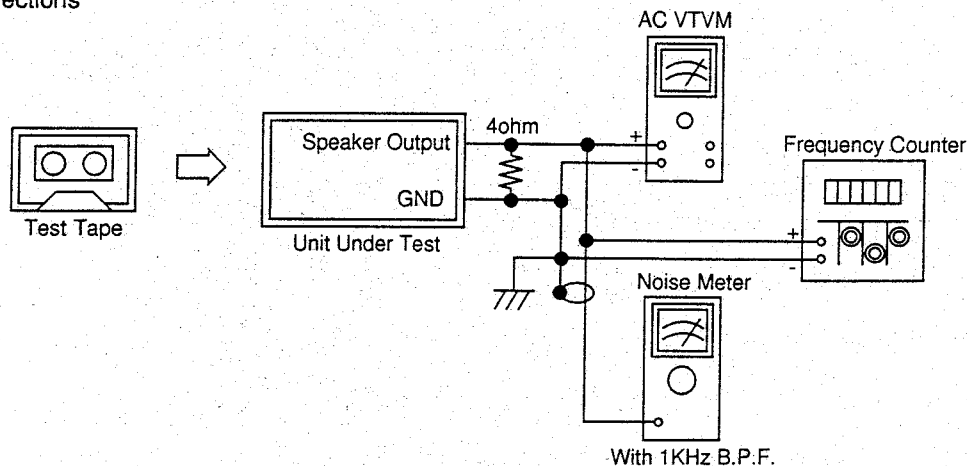 ections
AC VTVM
4ohm
Speaker Output
+
-
Frequency Counter
GND
+
-
Test Tape
Unit Under Test
Noise Meter
With 1KHz B.P.F.